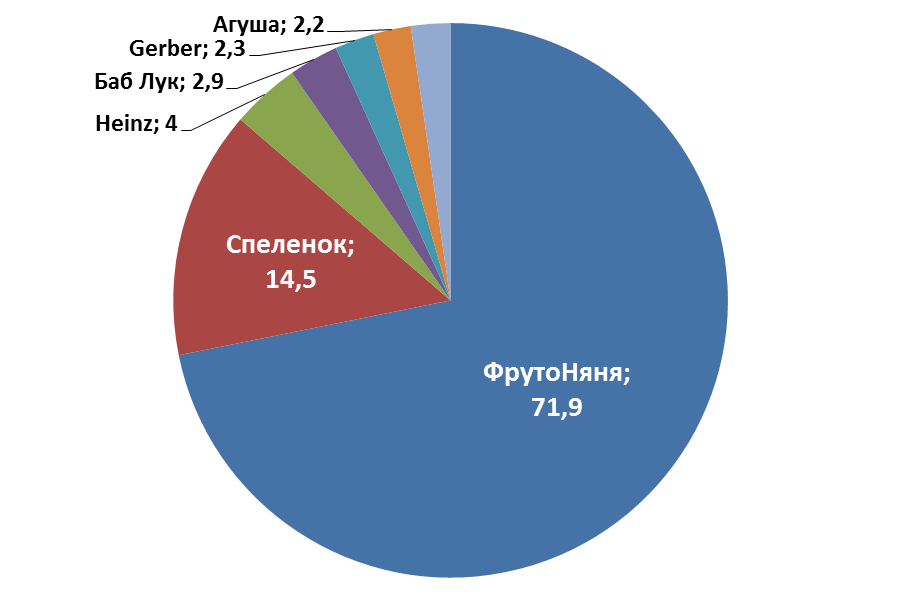 Агуша; 2,2
Gerber; 2,3
Баб Лук; 2,9
Heinz; 4
Спеленок;
14,5
ФрутоНяня;
71,9